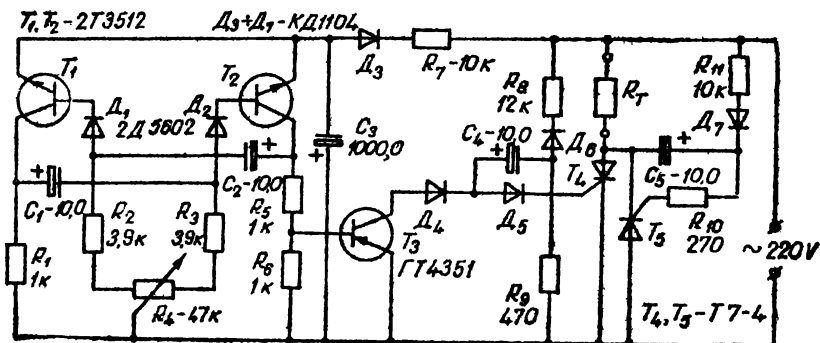 T₁,T₂-2T3512
Д₃÷Д₇-КД1104
T₁
T₂
Д₁
2Д5602
Д₂
Д₃
R₇-10к
R₈
12к
R_T
R₁₁
10к
Д₇
C₃
1000,0
C₄-10,0
Д₆
T₄
C₁-10,0
C₂-10,0
C₅-10,0
R₁
1к
R₂
3,9к
R₃
3,9к
R₄-47к
R₅
1к
R₆
1к
T₃
ГТ4351
Д₄
Д₅
R₉
470
T₅
R₁₀
270
~220V
T₄,T₅-T7-4